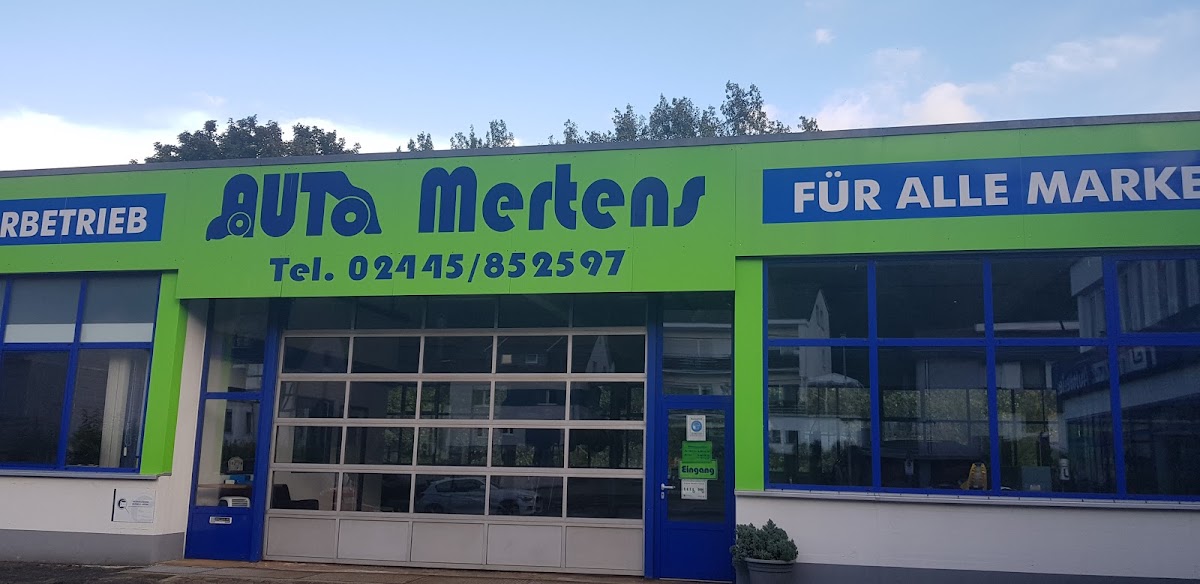 RBETRIEB
AUTO Mertens
FÜR ALLE MARKE
Tel. 02445/852597
Eingang